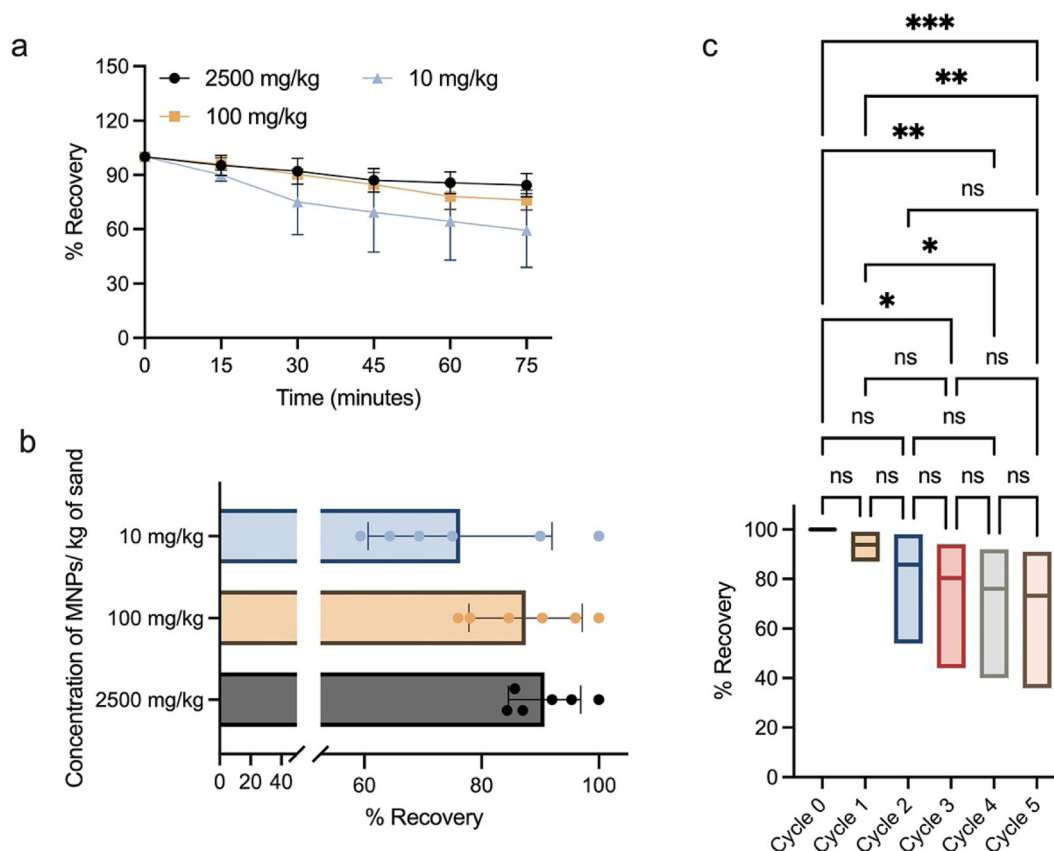 a
150
120
90
60
30
0
% Recovery
2500 mg/kg
10 mg/kg
100 mg/kg
0 15 30 45 60 75
Time (minutes)
b
Concentration of MNPs/ kg of sand
10 mg/kg
100 mg/kg
2500 mg/kg
0 20 40 60 80 100
% Recovery
c
***
**
**
ns
*
*
ns ns
ns ns
ns ns ns ns ns
100
80
60
40
20
0
% Recovery
Cycle 0 Cycle 1 Cycle 2 Cycle 3 Cycle 4 Cycle 5